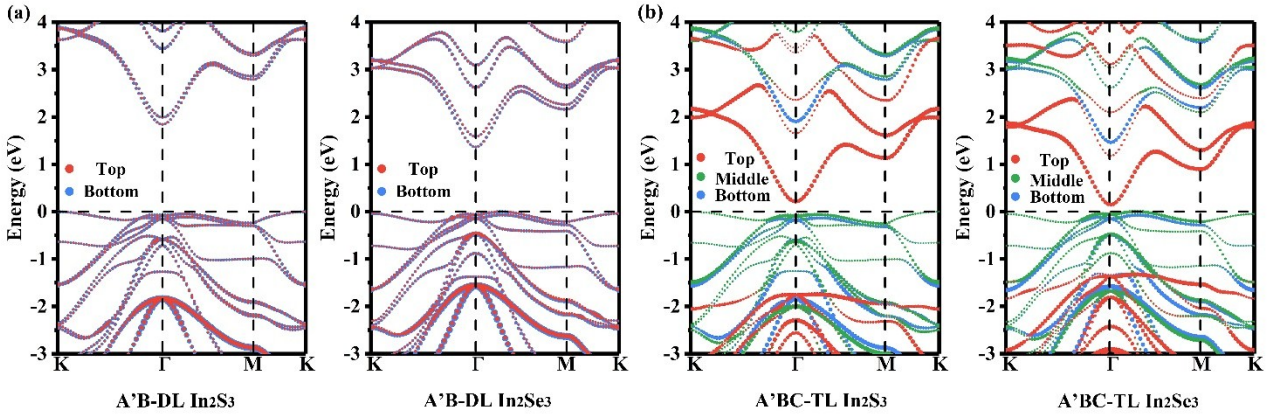 (a)
(b)
4
3
2
1
0
-1
-2
-3
Energy (eV)
Top
Bottom
K Γ M K
A’B-DL In2S3
4
3
2
1
0
-1
-2
-3
Energy (eV)
Top
Bottom
K Γ M K
A’B-DL In2Se3
4
3
2
1
0
-1
-2
-3
Energy (eV)
Top
Middle
Bottom
K Γ M K
A’BC-TL In2S3
4
3
2
1
0
-1
-2
-3
Energy (eV)
Top
Middle
Bottom
K Γ M K
A’BC-TL In2Se3